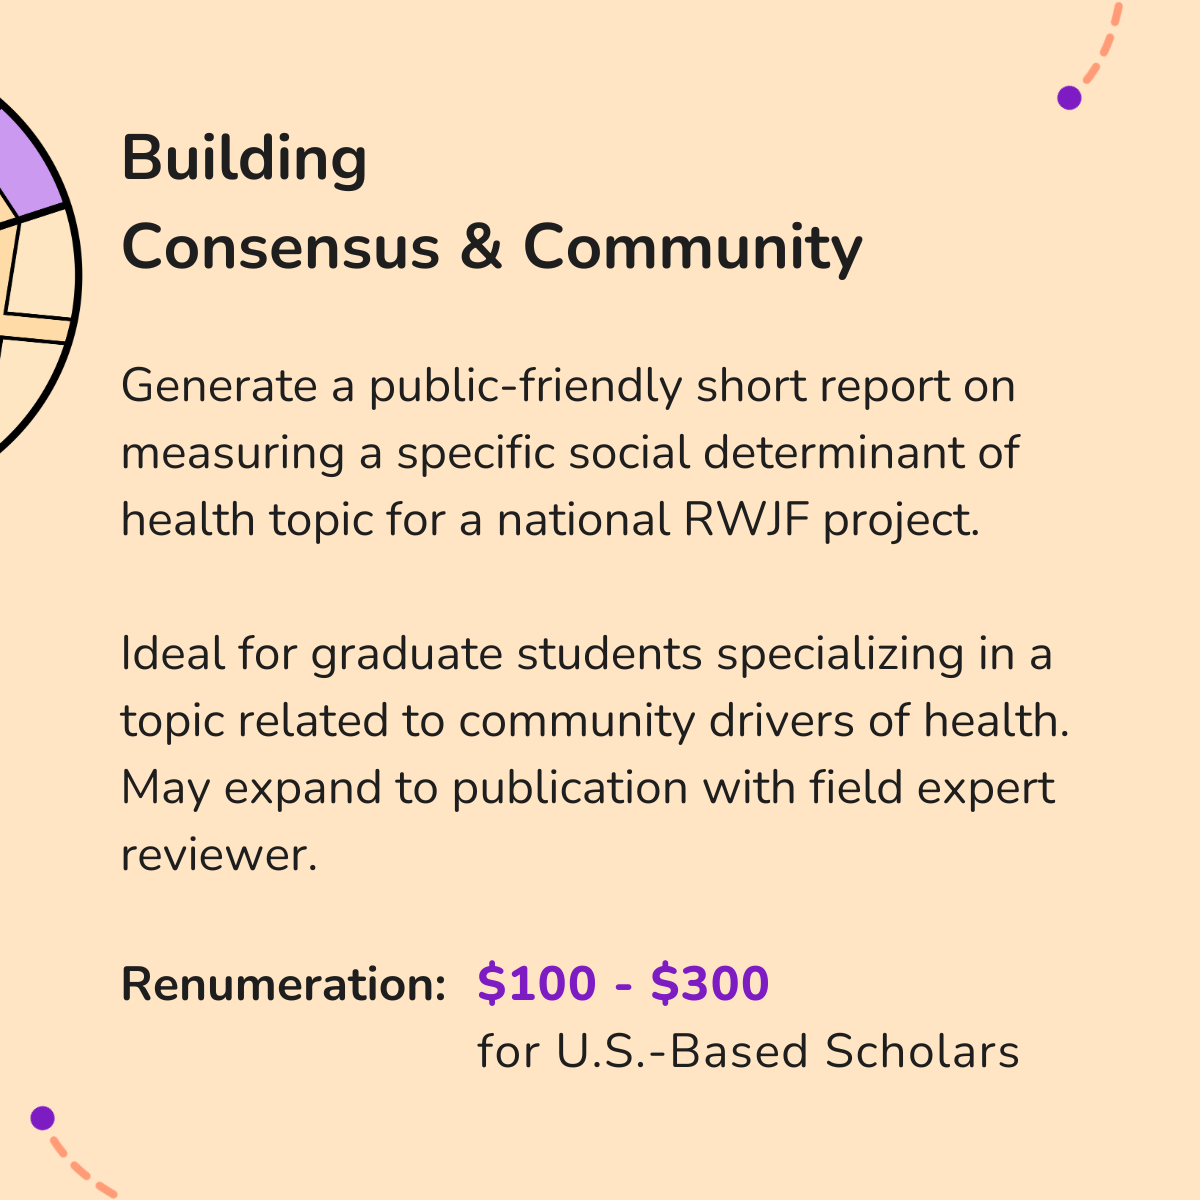 Building
Consensus & Community
Generate a public-friendly short report on
measuring a specific social determinant of
health topic for a national RWJF project.
Ideal for graduate students specializing in a
topic related to community drivers of health.
May expand to publication with field expert
reviewer.
Renumeration: $100 - $300
for U.S.-Based Scholars